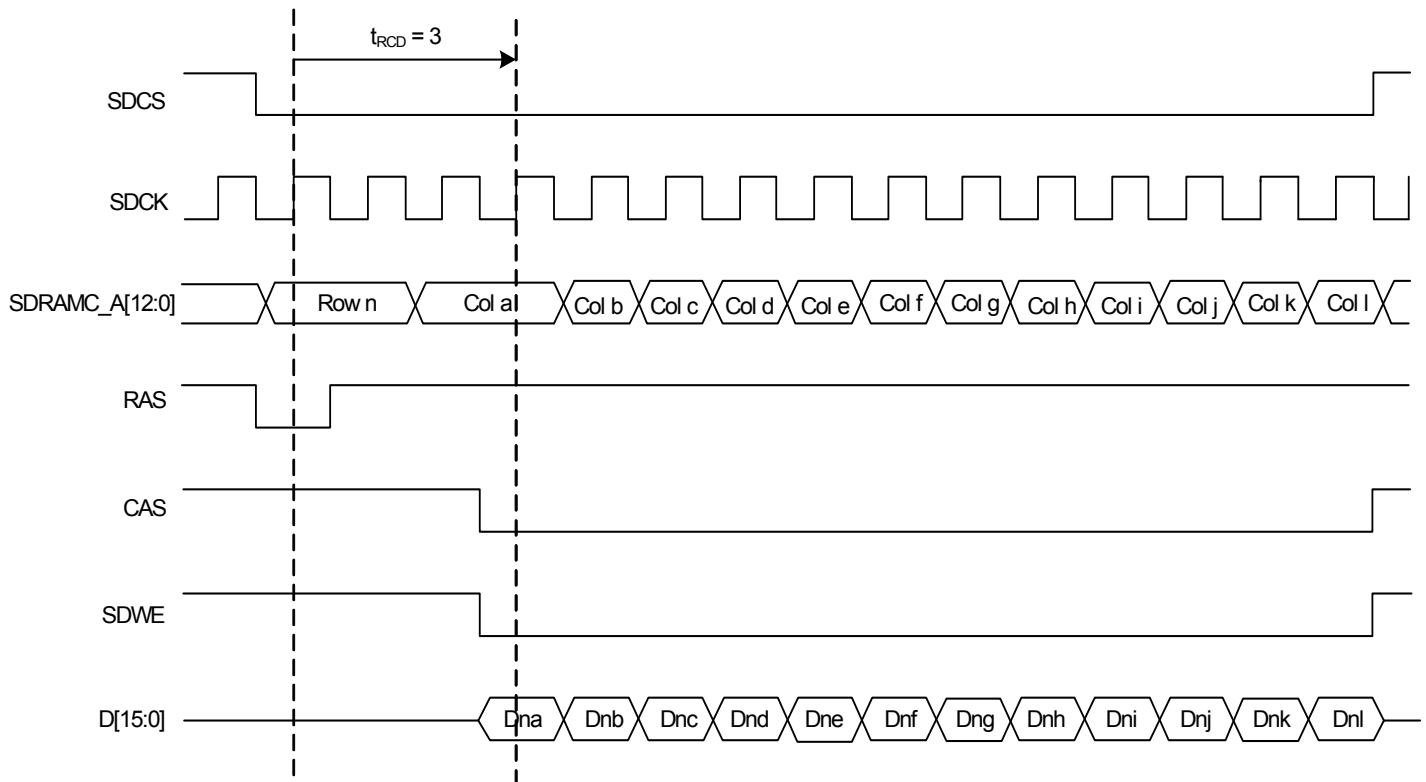 tRCD = 3
SDCS
SDCK
SDRAMC_A[12:0] Row n Col a Col b Col c Col d Col e Col f Col g Col h Col i Col j Col k Col l
RAS
CAS
SDWE
D[15:0] Dna Dnb Dnc Dnd Dne Dnf Dng Dnh Dni Dnj Dnk Dnl